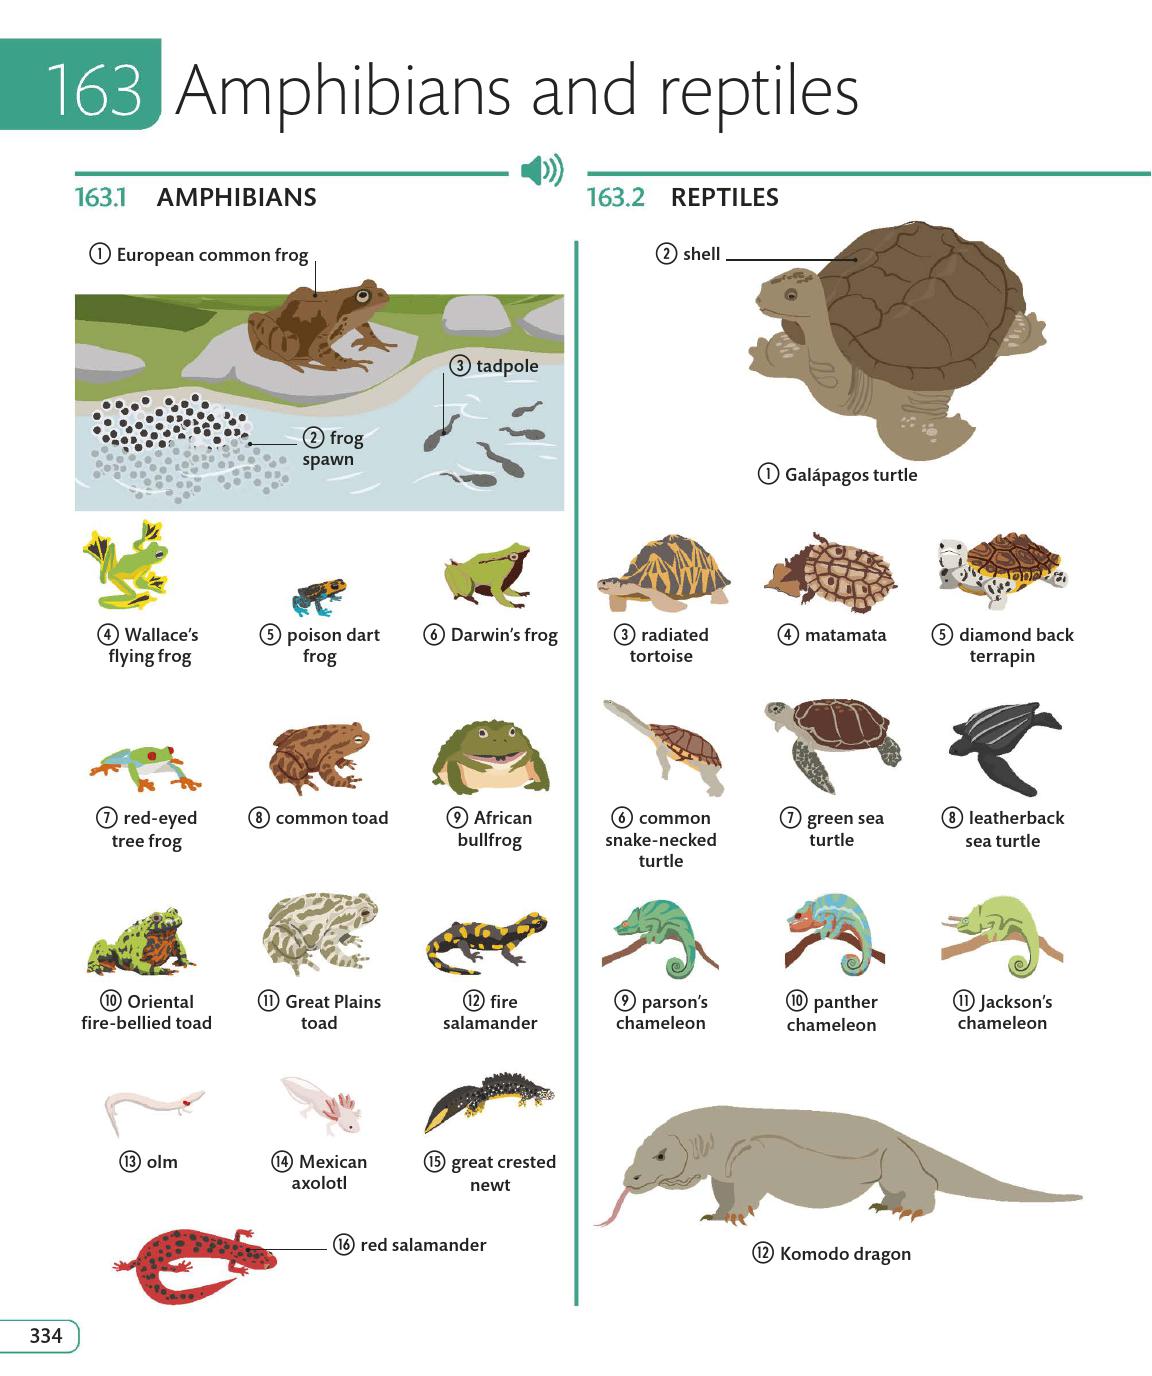 163 Amphibians and reptiles
163.1 AMPHIBIANS
① European common frog
③ tadpole
② frog
spawn
④ Wallace's
flying frog
⑤ poison dart
frog
⑥ Darwin's frog
⑦ red-eyed
tree frog
⑧ common toad
⑨ African
bullfrog
⑩ Oriental
fire-bellied toad
⑪ Great Plains
toad
⑫ fire
salamander
⑬ olm
⑭ Mexican
axolotl
⑮ great crested
newt
⑯ red salamander
163.2 REPTILES
② shell
① Galápagos turtle
③ radiated
tortoise
④ matamata
⑤ diamond back
terrapin
⑥ common
snake-necked
turtle
⑦ green sea
turtle
⑧ leatherback
sea turtle
⑨ parson's
chameleon
⑩ panther
chameleon
⑪ Jackson's
chameleon
⑫ Komodo dragon
334